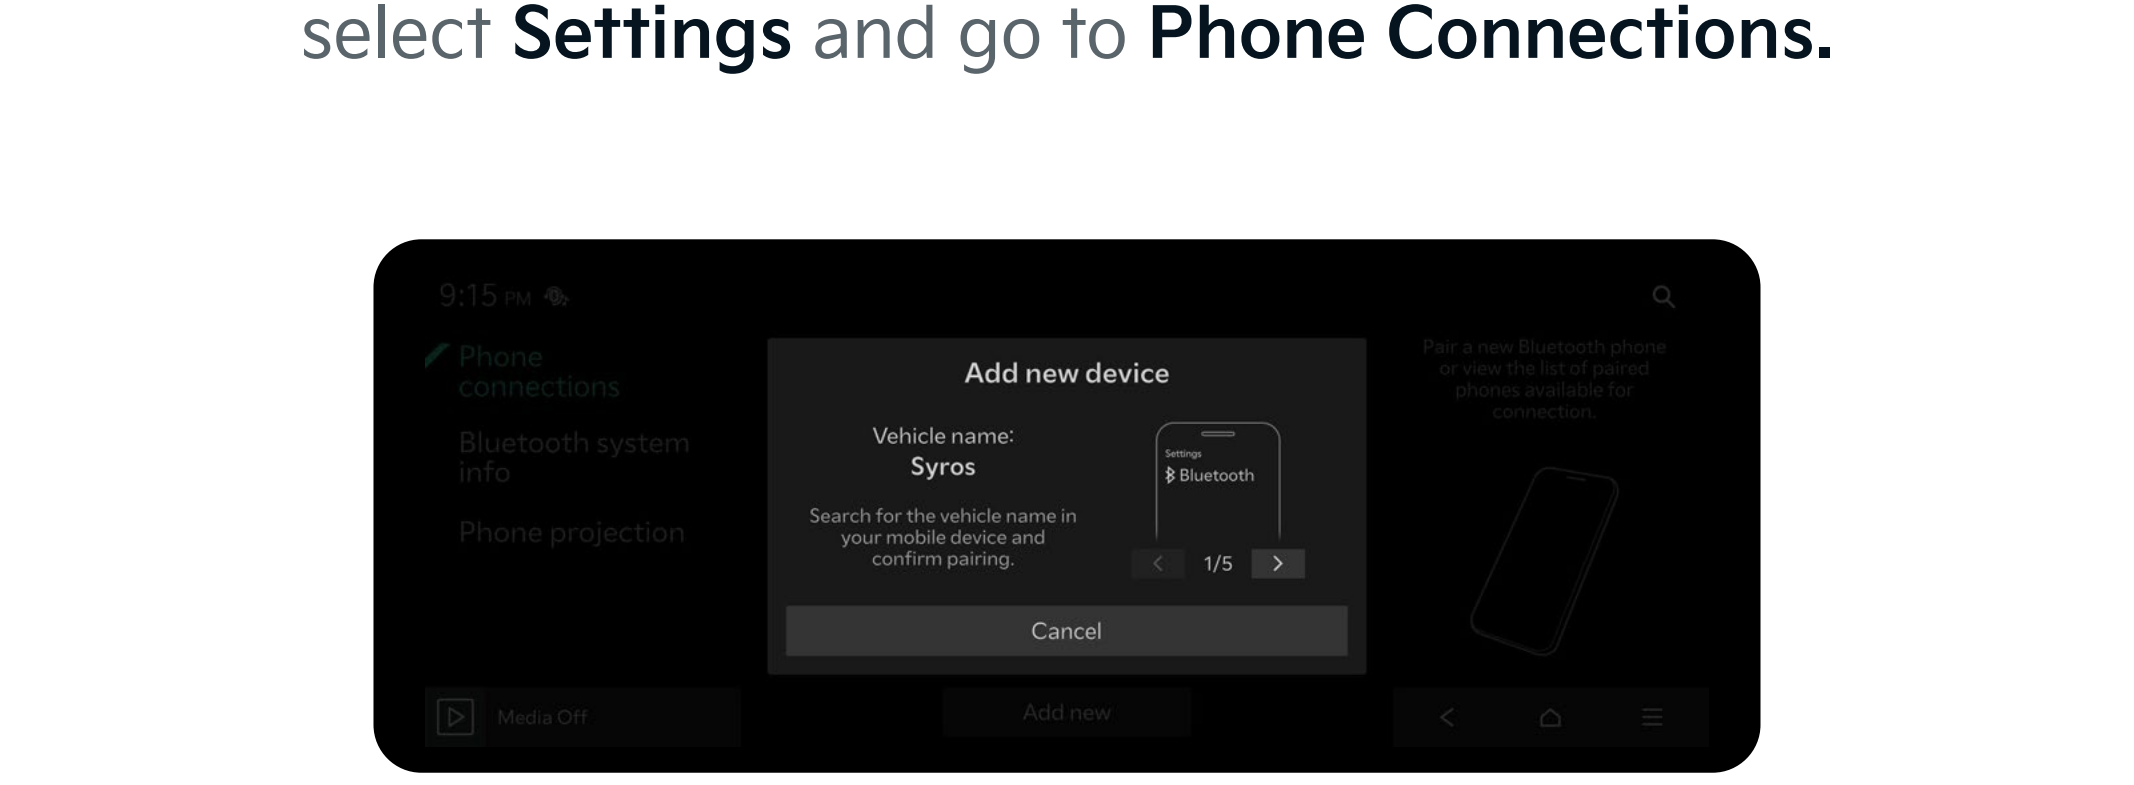 select Settings and go to Phone Connections.
9:15 PM
Phone
connections
Bluetooth system
info
Phone projection
Add new device
Vehicle name:
Syros
Search for the vehicle name in
your mobile device and
confirm pairing.
Settings
Bluetooth
1/5
Cancel
Pair a new Bluetooth phone
or view the list of paired
phones available for
connection.
Media Off
Add new